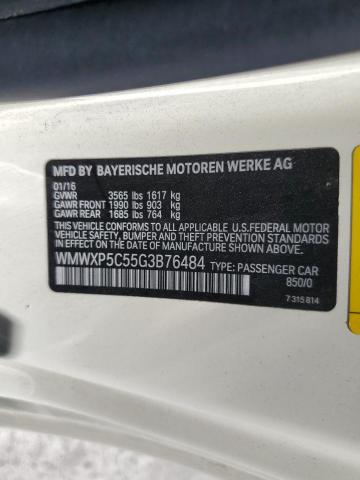 MFD BY BAYERISCHE MOTOREN WERKE AG
01/16
GVWR 3565 lbs 1617 kg
GAWR FRONT 1990 lbs 903 kg
GAWR REAR 1685 lbs 764 kg
THIS VEHICLE CONFORMS TO ALL APPLICABLE U.S.FEDERAL MOTOR
VEHICLE SAFETY, BUMPER, AND THEFT PREVENTION STANDARDS
IN EFFECT ON THE DATE OF MANUFACTURE SHOWN ABOVE.
WMWXP5C55G3B76484 TYPE: PASSENGER CAR
850/0
7 315 814